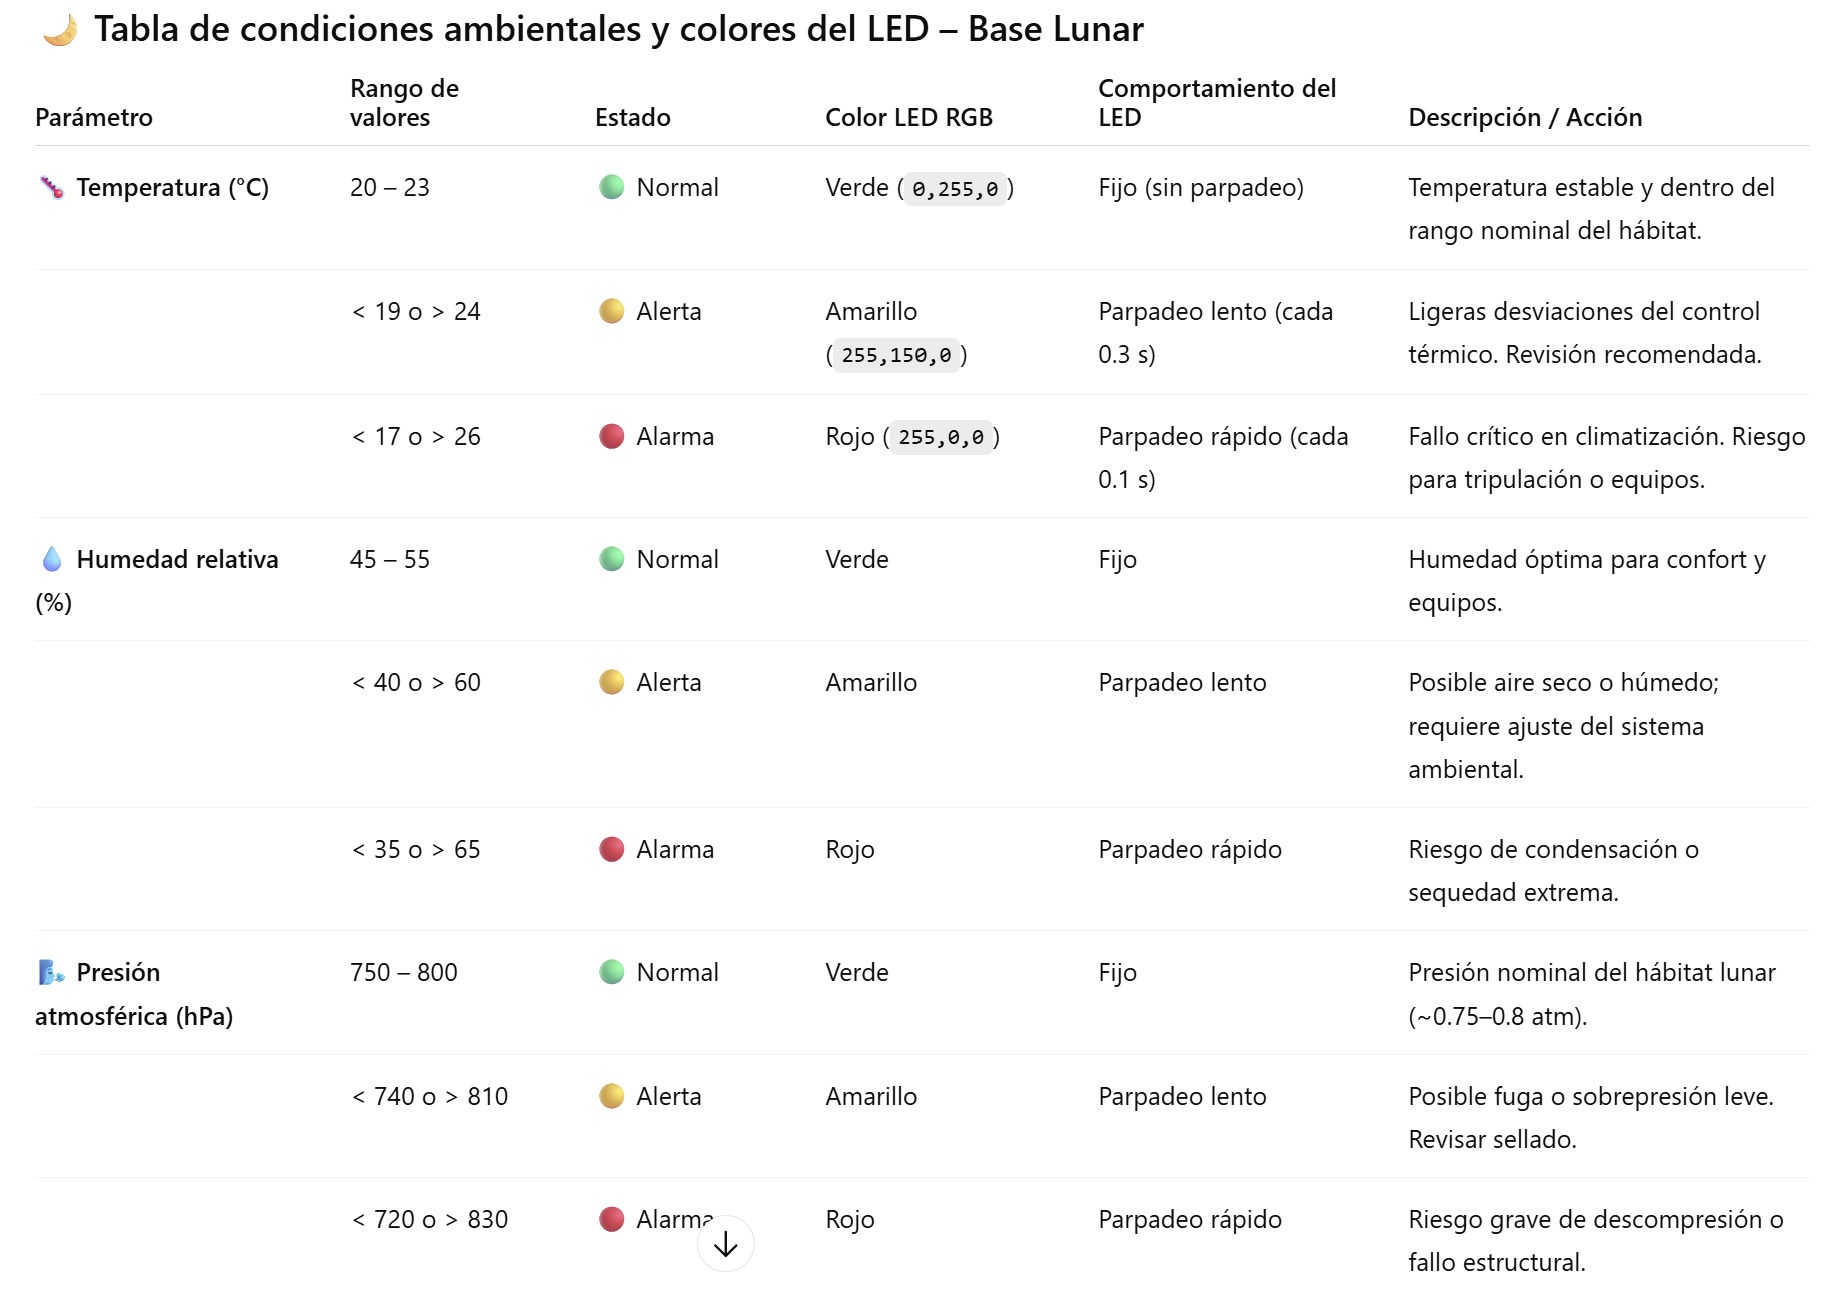 🌙 Tabla de condiciones ambientales y colores del LED – Base Lunar
Parámetro | Rango de valores | Estado | Color LED RGB | Comportamiento del LED | Descripción / Acción
🌡️ Temperatura (°C) | 20 – 23 | 🟢 Normal | Verde (0,255,0) | Fijo (sin parpadeo) | Temperatura estable y dentro del rango nominal del hábitat.
< 19 o > 24 | 🟡 Alerta | Amarillo (255,150,0) | Parpadeo lento (cada 0.3 s) | Ligeras desviaciones del control térmico. Revisión recomendada.
< 17 o > 26 | 🔴 Alarma | Rojo (255,0,0) | Parpadeo rápido (cada 0.1 s) | Fallo crítico en climatización. Riesgo para tripulación o equipos.
💧 Humedad relativa (%) | 45 – 55 | 🟢 Normal | Verde | Fijo | Humedad óptima para confort y equipos.
< 40 o > 60 | 🟡 Alerta | Amarillo | Parpadeo lento | Posible aire seco o húmedo; requiere ajuste del sistema ambiental.
< 35 o > 65 | 🔴 Alarma | Rojo | Parpadeo rápido | Riesgo de condensación o sequedad extrema.
🌬️ Presión atmosférica (hPa) | 750 – 800 | 🟢 Normal | Verde | Fijo | Presión nominal del hábitat lunar (~0.75–0.8 atm).
< 740 o > 810 | 🟡 Alerta | Amarillo | Parpadeo lento | Posible fuga o sobrepresión leve. Revisar sellado.
< 720 o > 830 | 🔴 Alarma | Rojo | Parpadeo rápido | Riesgo grave de descompresión o fallo estructural.